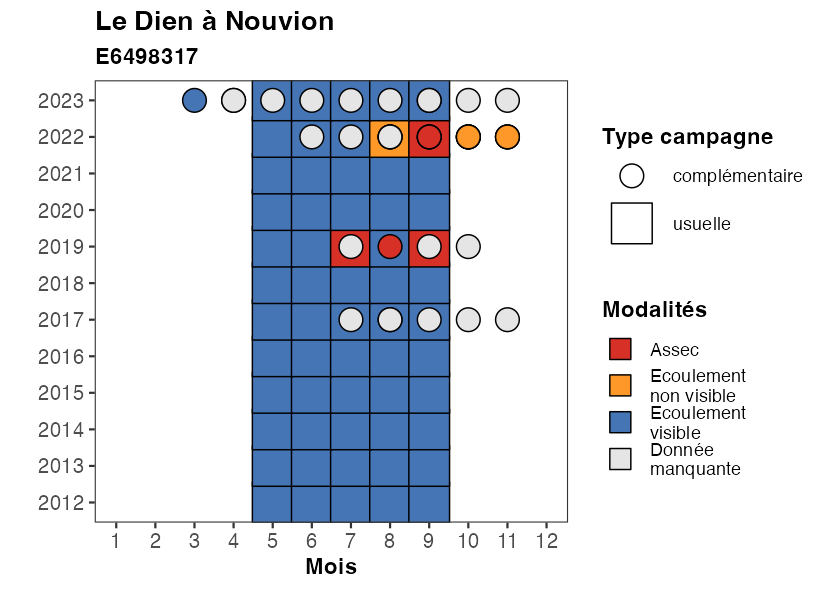 Le Dien à Nouvion
E6498317
2023
2022
2021
2020
2019
2018
2017
2016
2015
2014
2013
2012
1 2 3 4 5 6 7 8 9 10 11 12
Mois
Type campagne
complémentaire
usuelle
Modalités
Assec
Ecoulement
non visible
Ecoulement
visible
Donnée
manquante